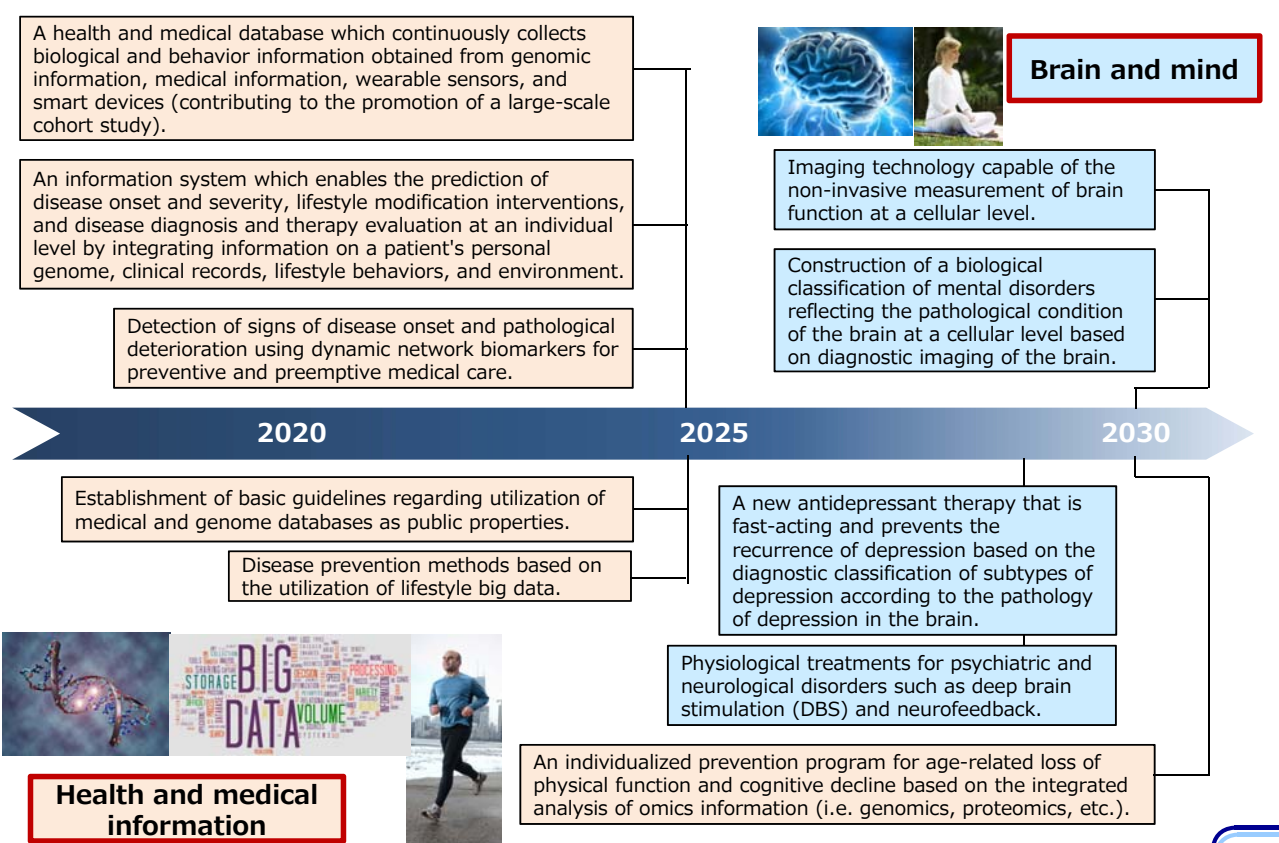 A health and medical database which continuously collects
biological and behavior information obtained from genomic
information, medical information, wearable sensors, and
smart devices (contributing to the promotion of a large-scale
cohort study).
An information system which enables the prediction of
disease onset and severity, lifestyle modification interventions,
and disease diagnosis and therapy evaluation at an individual
level by integrating information on a patient's personal
genome, clinical records, lifestyle behaviors, and environment.
Detection of signs of disease onset and pathological
deterioration using dynamic network biomarkers for
preventive and preemptive medical care.
Brain and mind
Imaging technology capable of the
non-invasive measurement of brain
function at a cellular level.
Construction of a biological
classification of mental disorders
reflecting the pathological condition
of the brain at a cellular level based
on diagnostic imaging of the brain.
2020 2025 2030
Establishment of basic guidelines regarding utilization of
medical and genome databases as public properties.
Disease prevention methods based on
the utilization of lifestyle big data.
A new antidepressant therapy that is
fast-acting and prevents the
recurrence of depression based on the
diagnostic classification of subtypes of
depression according to the pathology
of depression in the brain.
Physiological treatments for psychiatric and
neurological disorders such as deep brain
stimulation (DBS) and neurofeedback.
An individualized prevention program for age-related loss of
physical function and cognitive decline based on the integrated
analysis of omics information (i.e. genomics, proteomics, etc.).
SHARING
STORAGE
BIG
PROCESSING
VARIETY
DATA
VOLUME
Health and medical
information